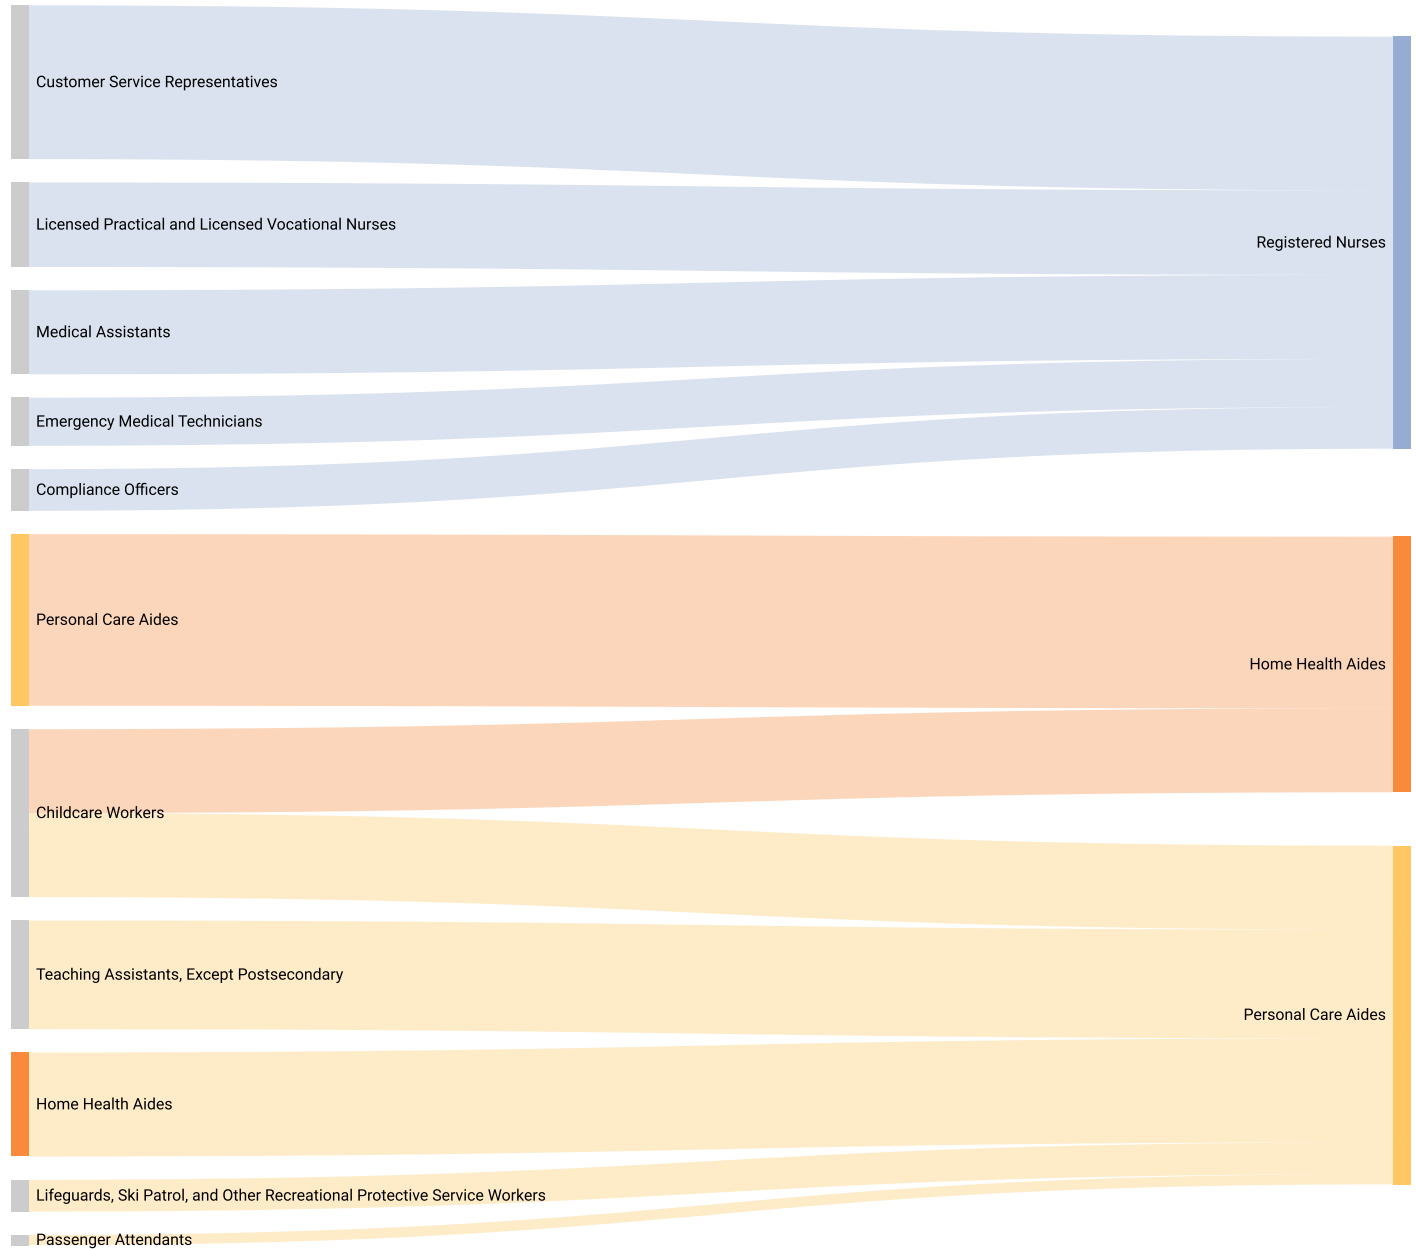 Customer Service Representatives
Licensed Practical and Licensed Vocational Nurses
Registered Nurses
Medical Assistants
Emergency Medical Technicians
Compliance Officers
Personal Care Aides
Home Health Aides
Childcare Workers
Teaching Assistants, Except Postsecondary
Personal Care Aides
Home Health Aides
Lifeguards, Ski Patrol, and Other Recreational Protective Service Workers
Passenger Attendants